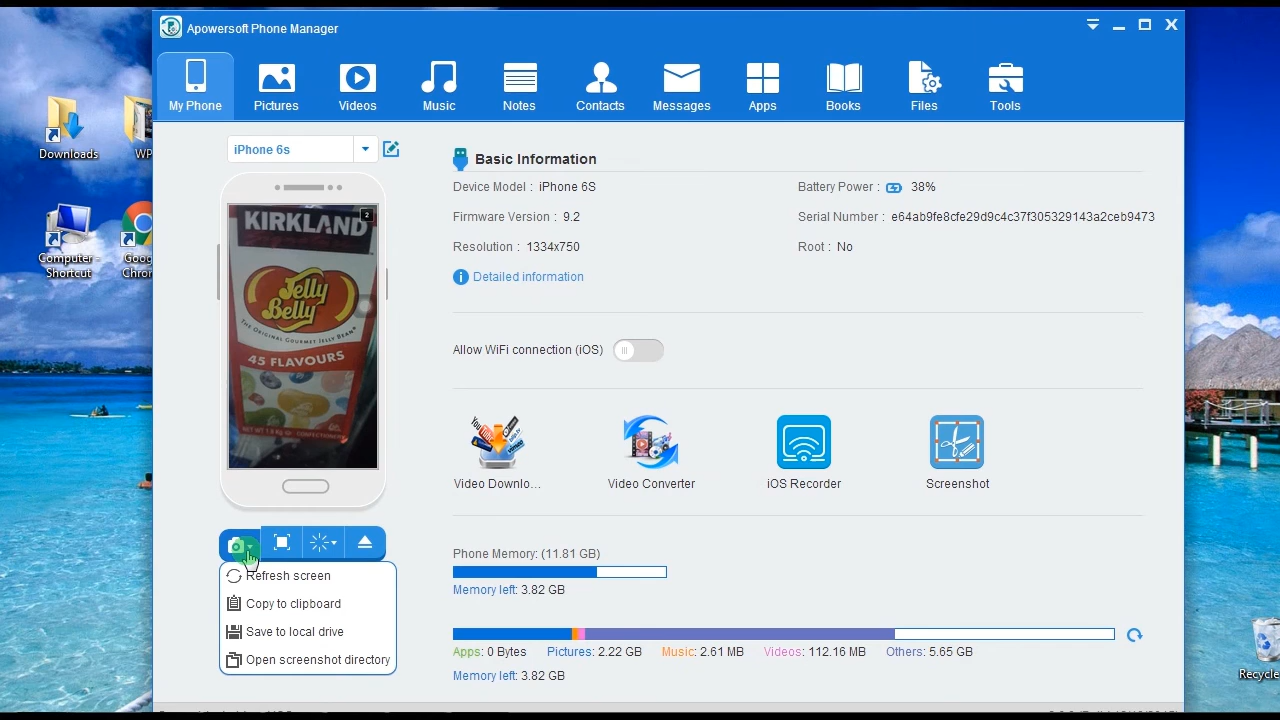 Apowersoft Phone Manager
My Phone
Pictures
Videos
Music
Notes
Contacts
Messages
Apps
Books
Files
Tools
Downloads
WP
Computer - Shortcut
Goog
Chron
iPhone 6s
2
KIRKLAND
Jelly
Belly
THE ORIGINAL GOURMET JELLY BEAN
45 FLAVOURS
Basic Information
Device Model : iPhone 6S
Battery Power : 38%
Firmware Version : 9.2
Serial Number : e64ab9fe8cfe29d9c4c37f305329143a2ceb9473
Resolution : 1334x750
Root : No
Detailed information
Allow WiFi connection (iOS)
Video Downlo...
Video Converter
iOS Recorder
Screenshot
Refresh screen
Copy to clipboard
Save to local drive
Open screenshot directory
Phone Memory: (11.81 GB)
Memory left: 3.82 GB
Apps: 0 Bytes Pictures: 2.22 GB Music: 2.61 MB Videos: 112.16 MB Others: 5.65 GB
Memory left: 3.82 GB
Recycle